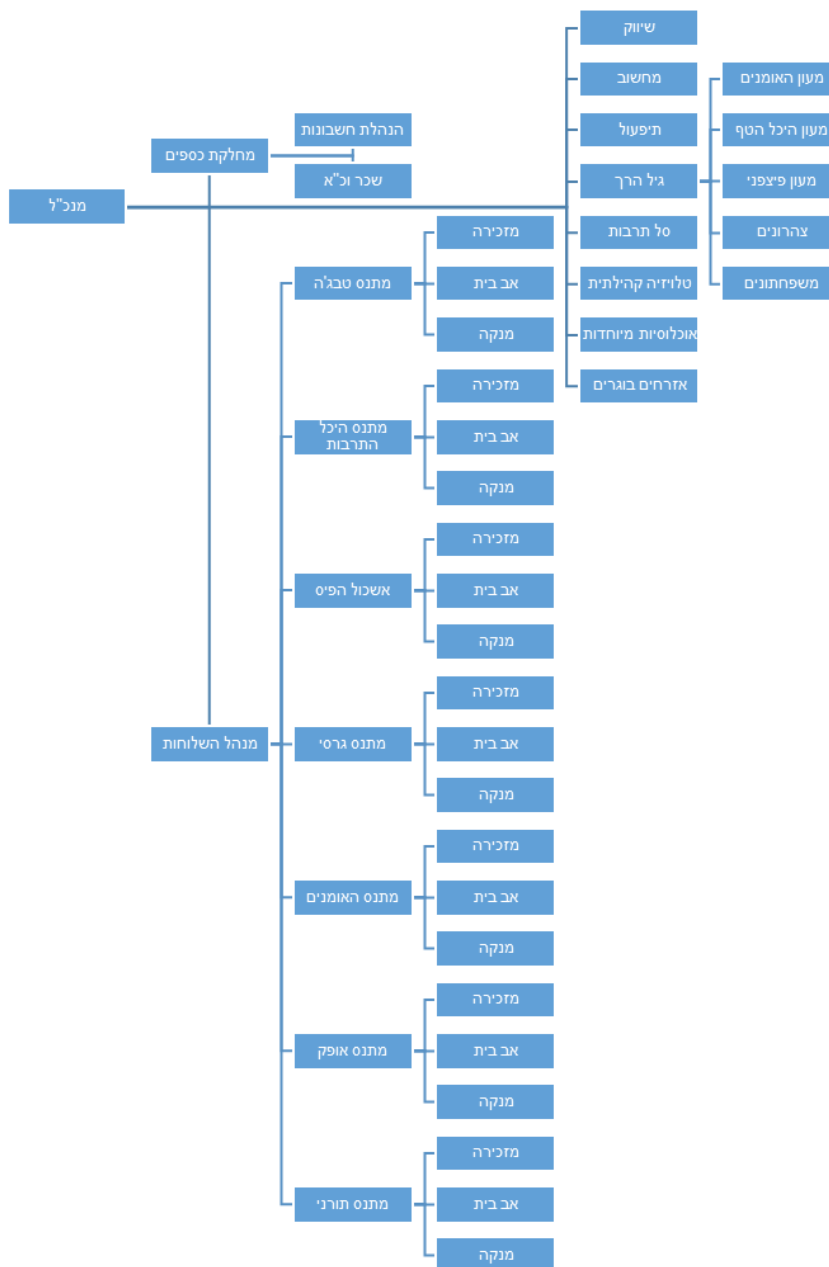 מנכ"ל
מחלקת כספים
הנהלת חשבונות
שכר וכ"א
שיווק
מחשוב
תיפעול
גיל הרך
מעון האומנים
מעון היכל הטף
מעון פיצפני
צהרונים
משפחתונים
סל תרבות
טלויזיה קהילתית
אוכלוסיות מיוחדות
אזרחים בוגרים
מנהל השלוחות
מתנס טבג'ה
מזכירה
אב בית
מנקה
מתנס היכל
התרבות
מזכירה
אב בית
מנקה
אשכול הפיס
מזכירה
אב בית
מנקה
מתנס גרסי
מזכירה
אב בית
מנקה
מתנס האומנים
מזכירה
אב בית
מנקה
מתנס אופק
מזכירה
אב בית
מנקה
מתנס תורני
מזכירה
אב בית
מנקה